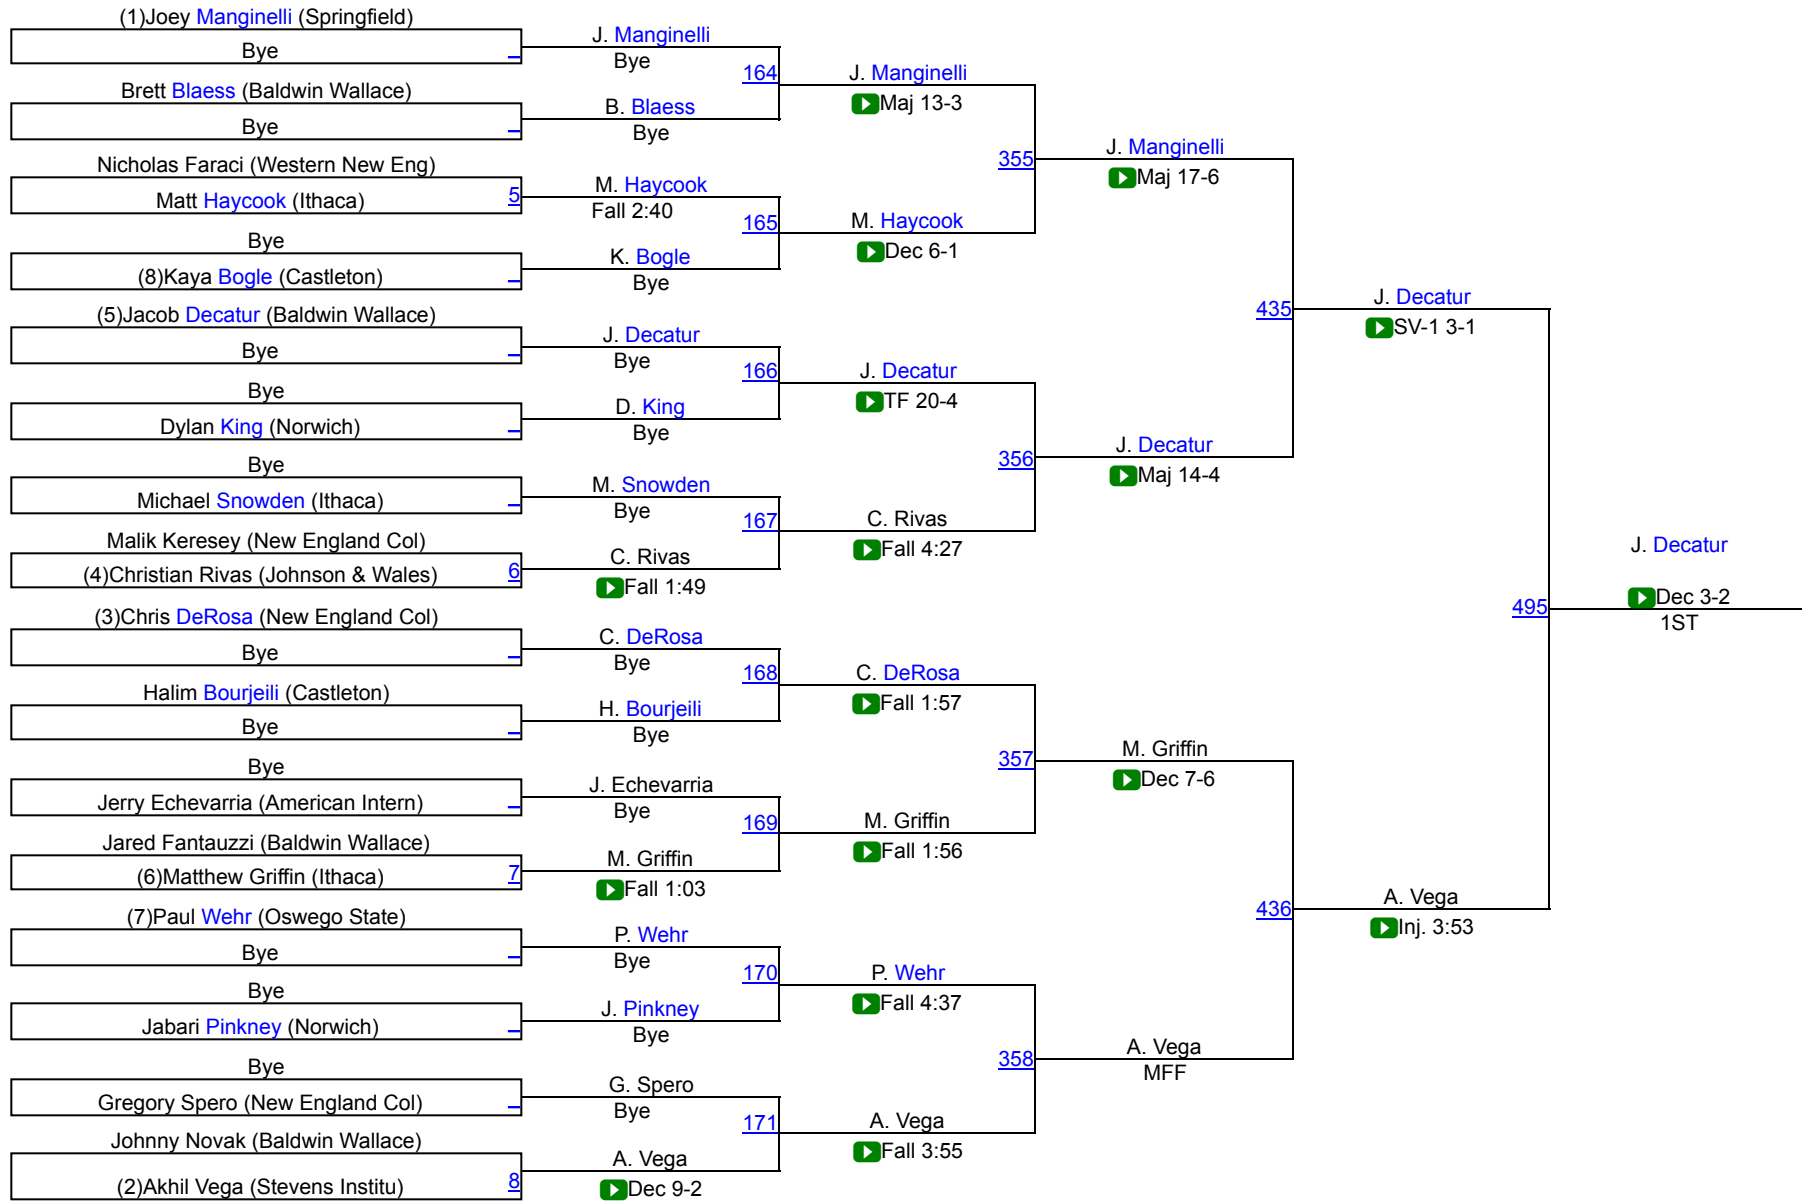 (1)Joey Manginelli (Springfield)
Bye
Brett Blaess (Baldwin Wallace)
Bye
Nicholas Faraci (Western New Eng)
Matt Haycook (Ithaca) 5
Bye
(8)Kaya Bogle (Castleton)
(5)Jacob Decatur (Baldwin Wallace)
Bye
Bye
Dylan King (Norwich)
Bye
Michael Snowden (Ithaca)
Malik Keresey (New England Col)
(4)Christian Rivas (Johnson & Wales) 6
(3)Chris DeRosa (New England Col)
Bye
Halim Bourjeili (Castleton)
Bye
Bye
Jerry Echevarria (American Intern)
Jared Fantauzzi (Baldwin Wallace)
(6)Matthew Griffin (Ithaca) 7
(7)Paul Wehr (Oswego State)
Bye
Bye
Jabari Pinkney (Norwich)
Bye
Gregory Spero (New England Col)
Johnny Novak (Baldwin Wallace)
(2)Akhil Vega (Stevens Institu) 8
J. Manginelli
Bye
164
B. Blaess
Bye
M. Haycook
Fall 2:40
165
K. Bogle
Bye
J. Decatur
Bye
166
D. King
Bye
M. Snowden
Bye
167
C. Rivas
Fall 1:49
C. DeRosa
Bye
168
H. Bourjeili
Bye
J. Echevarria
Bye
169
M. Griffin
Fall 1:03
P. Wehr
Bye
170
J. Pinkney
Bye
G. Spero
Bye
171
A. Vega
Dec 9-2
J. Manginelli
Maj 13-3
355
M. Haycook
Dec 6-1
J. Decatur
TF 20-4
356
C. Rivas
Fall 4:27
C. DeRosa
Fall 1:57
357
M. Griffin
Fall 1:56
P. Wehr
Fall 4:37
358
A. Vega
Fall 3:55
J. Manginelli
Maj 17-6
435
J. Decatur
Maj 14-4
M. Griffin
Dec 7-6
436
A. Vega
MFF
J. Decatur
SV-1 3-1
495
A. Vega
Inj. 3:53
J. Decatur
Dec 3-2
1ST